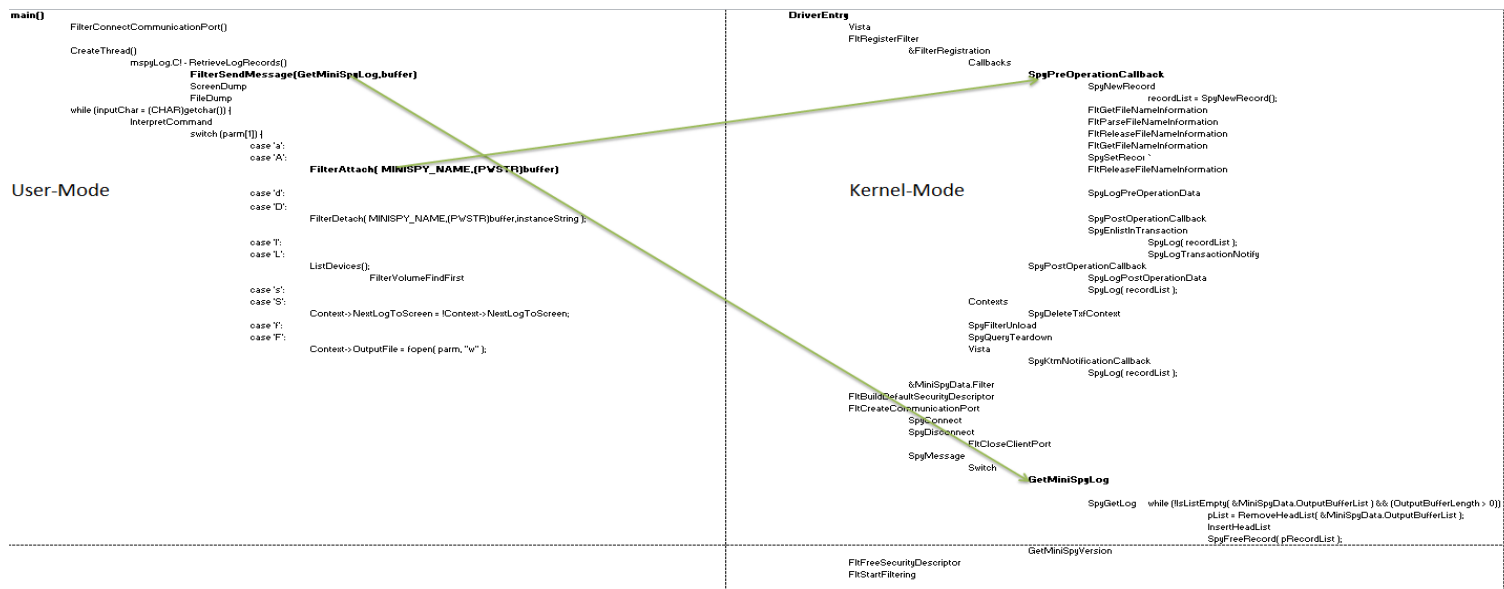 main()
FilterConnectCommunicationPort()
CreateThread()
mspyLog.C! - RetrieveLogRecords()
FilterSendMessage(GetMiniSpyLog,buffer)
ScreenDump
FileDump
while (inputChar = (CHAR)getchar()) {
InterpretCommand
switch (parm[1]) {
case 'a':
case 'A':
FilterAttach( MINISPY_NAME,(PWSTR)buffer)
User-Mode
case 'd':
case 'D':
FilterDetach( MINISPY_NAME,(PWSTR)buffer,instanceString );
case 'l':
case 'L':
ListDevices();
FilterVolumeFindFirst
case 's':
case 'S':
Context->NextLogToScreen = !Context->NextLogToScreen;
case 'f':
case 'F':
Context->OutputFile = fopen( parm, "w" );
DriverEntry
Vista
FltRegisterFilter
&FilterRegistration
Callbacks
SpyPreOperationCallback
SpyNewRecord
recordList = SpyNewRecord();
FltGetFileNameInformation
FltParseFileNameInformation
FltReleaseFileNameInformation
FltGetFileNameInformation
SpySetRecor `
FltReleaseFileNameInformation
Kernel-Mode
SpyLogPreOperationData
SpyPostOperationCallback
SpyEnlistInTransaction
SpyLog( recordList );
SpyLogTransactionNotify
SpyPostOperationCallback
SpyLogPostOperationData
SpyLog( recordList );
Contexts
SpyDeleteTxfContext
SpyFilterUnload
SpyQueryTeardown
Vista
SpyKtmNotificationCallback
SpyLog( recordList );
&MiniSpyData.Filter
FltBuildDefaultSecurityDescriptor
FltCreateCommunicationPort
SpyConnect
SpyDisconnect
FltCloseClientPort
SpyMessage
Switch
GetMiniSpyLog
SpyGetLog while (!IsListEmpty( &MiniSpyData.OutputBufferList ) && (OutputBufferLength > 0))
pList = RemoveHeadList( &MiniSpyData.OutputBufferList );
InsertHeadList
SpyFreeRecord( pRecordList );
GetMiniSpyVersion
FltFreeSecurityDescriptor
FltStartFiltering